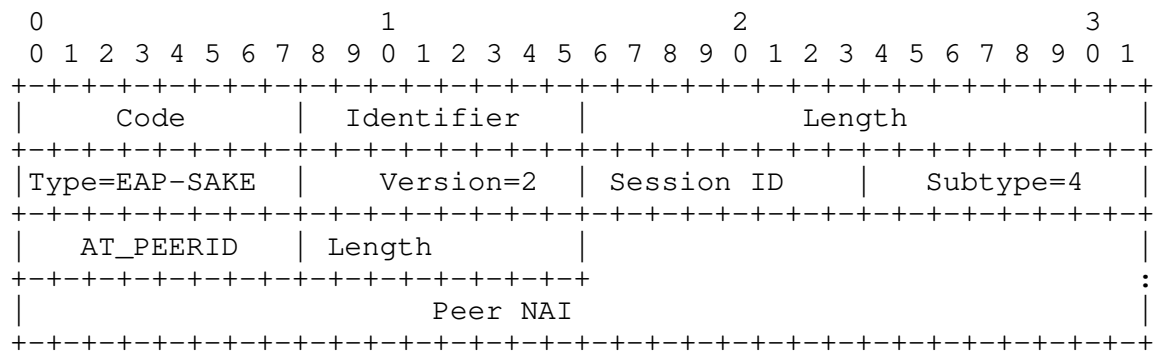 0                   1                   2                   3
 0 1 2 3 4 5 6 7 8 9 0 1 2 3 4 5 6 7 8 9 0 1 2 3 4 5 6 7 8 9 0 1
+-+-+-+-+-+-+-+-+-+-+-+-+-+-+-+-+-+-+-+-+-+-+-+-+-+-+-+-+-+-+-+-+
|     Code      |  Identifier   |            Length             |
+-+-+-+-+-+-+-+-+-+-+-+-+-+-+-+-+-+-+-+-+-+-+-+-+-+-+-+-+-+-+-+-+
|Type=EAP-SAKE  |    Version=2  | Session ID    |   Subtype=4   |
+-+-+-+-+-+-+-+-+-+-+-+-+-+-+-+-+-+-+-+-+-+-+-+-+-+-+-+-+-+-+-+-+
|   AT_PEERID   | Length        |                               |
+-+-+-+-+-+-+-+-+-+-+-+-+-+-+-+-+                               :
|                       Peer NAI                                |
+-+-+-+-+-+-+-+-+-+-+-+-+-+-+-+-+-+-+-+-+-+-+-+-+-+-+-+-+-+-+-+-+